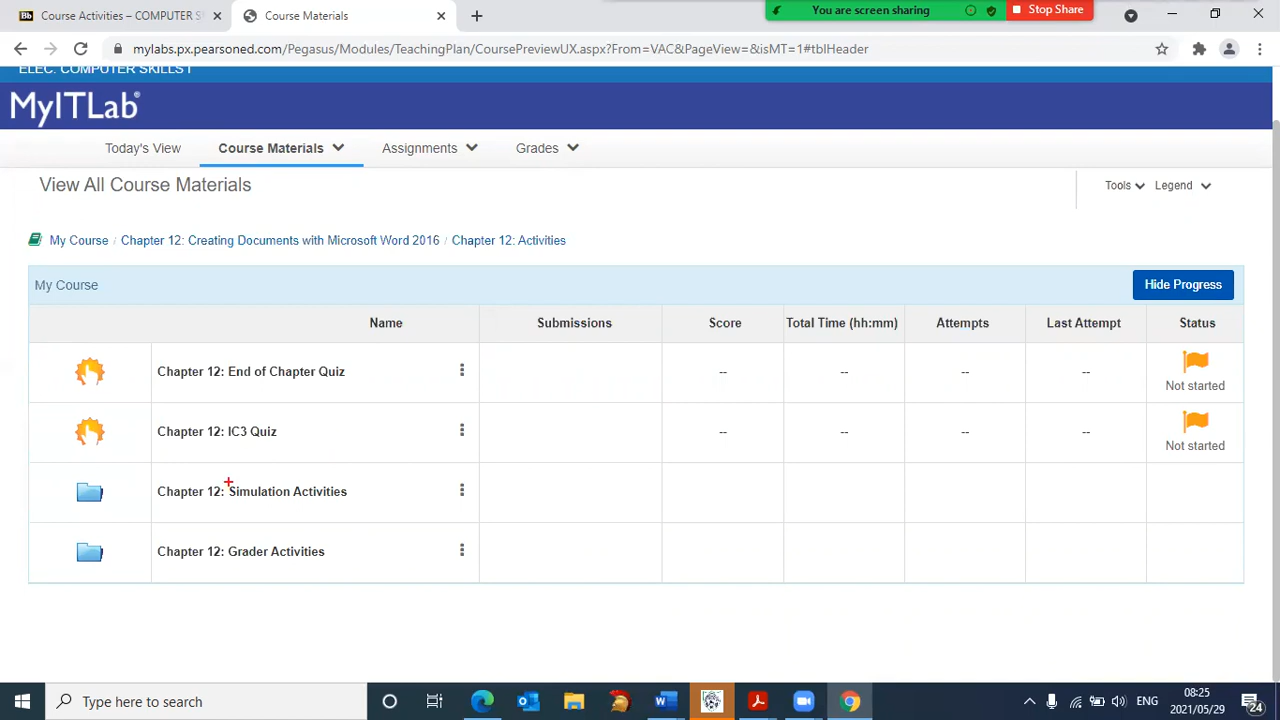 Bb Course Activities – COMPUTER S
Course Materials
You are screen sharing
Stop Share
mylabs.px.pearsoned.com/Pegasus/Modules/TeachingPlan/CoursePreviewUX.aspx?From=VAC&PageView=&isMT=1#tblHeader
ELEC. COMPUTER SKILLS I
MyITLab®
Today's View
Course Materials
Assignments
Grades
View All Course Materials
Tools
Legend
My Course / Chapter 12: Creating Documents with Microsoft Word 2016 / Chapter 12: Activities
My Course
Hide Progress
Name Submissions Score Total Time (hh:mm) Attempts Last Attempt Status
Chapter 12: End of Chapter Quiz -- -- -- -- Not started
Chapter 12: IC3 Quiz -- -- -- -- Not started
Chapter 12: Simulation Activities
Chapter 12: Grader Activities
Type here to search
ENG
08:25
2021/05/29
24